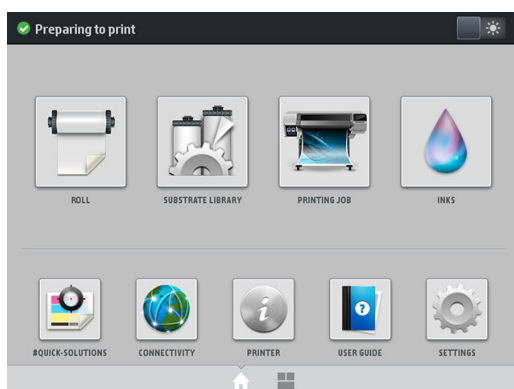 Preparing to print
ROLL
SUBSTRATE LIBRARY
PRINTING JOB
INKS
#QUICK-SOLUTIONS
CONNECTIVITY
PRINTER
USER GUIDE
SETTINGS